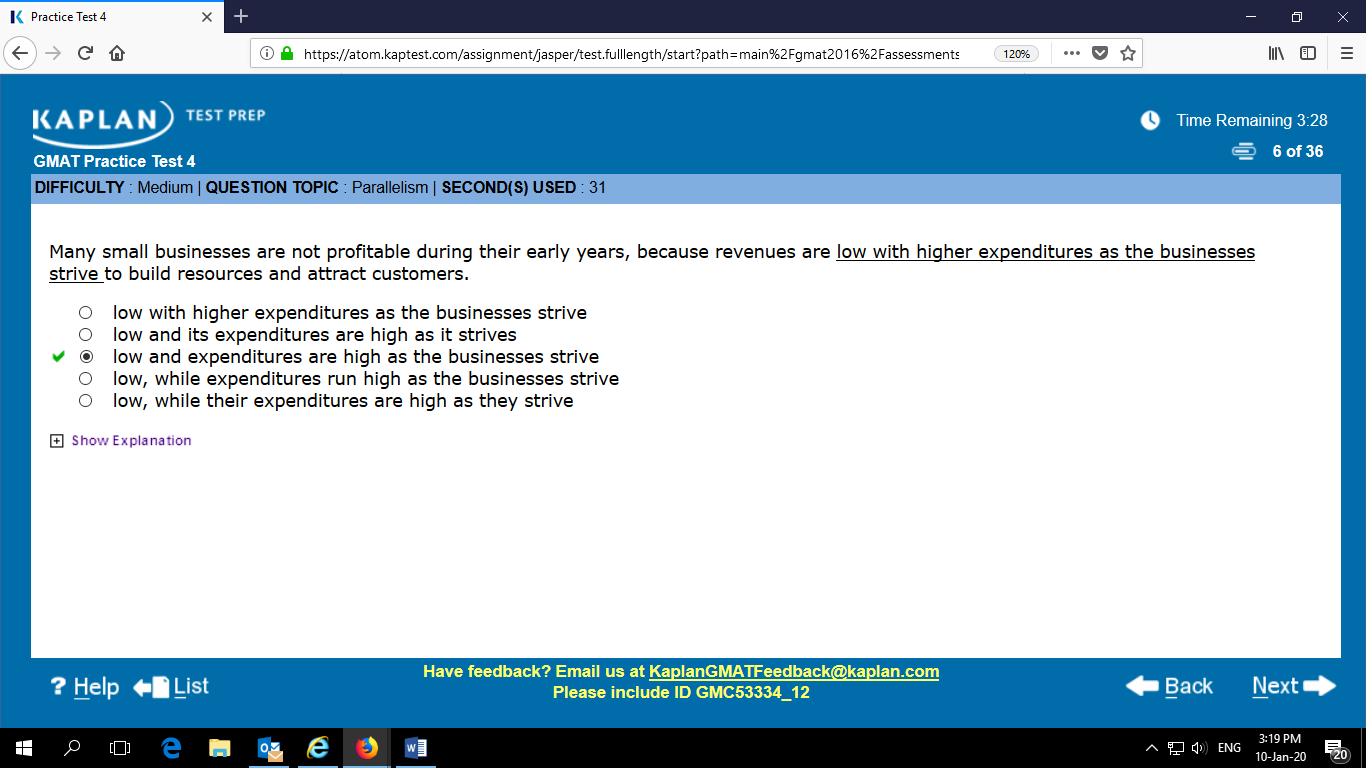 Practice Test 4
https://atom.kaptest.com/assignment/jasper/test.fulllength/start?path=main%2Fgmat2016%2Fassessments
120%
KAPLAN TEST PREP
Time Remaining 3:28
GMAT Practice Test 4
6 of 36
DIFFICULTY : Medium | QUESTION TOPIC : Parallelism | SECOND(S) USED : 31
Many small businesses are not profitable during their early years, because revenues are low with higher expenditures as the businesses
strive to build resources and attract customers.
low with higher expenditures as the businesses strive
low and its expenditures are high as it strives
low and expenditures are high as the businesses strive
low, while expenditures run high as the businesses strive
low, while their expenditures are high as they strive
Show Explanation
Have feedback? Email us at KaplanGMATFeedback@kaplan.com
Please include ID GMC53334_12
? Help List
Back Next
ENG
3:19 PM
10-Jan-20
20